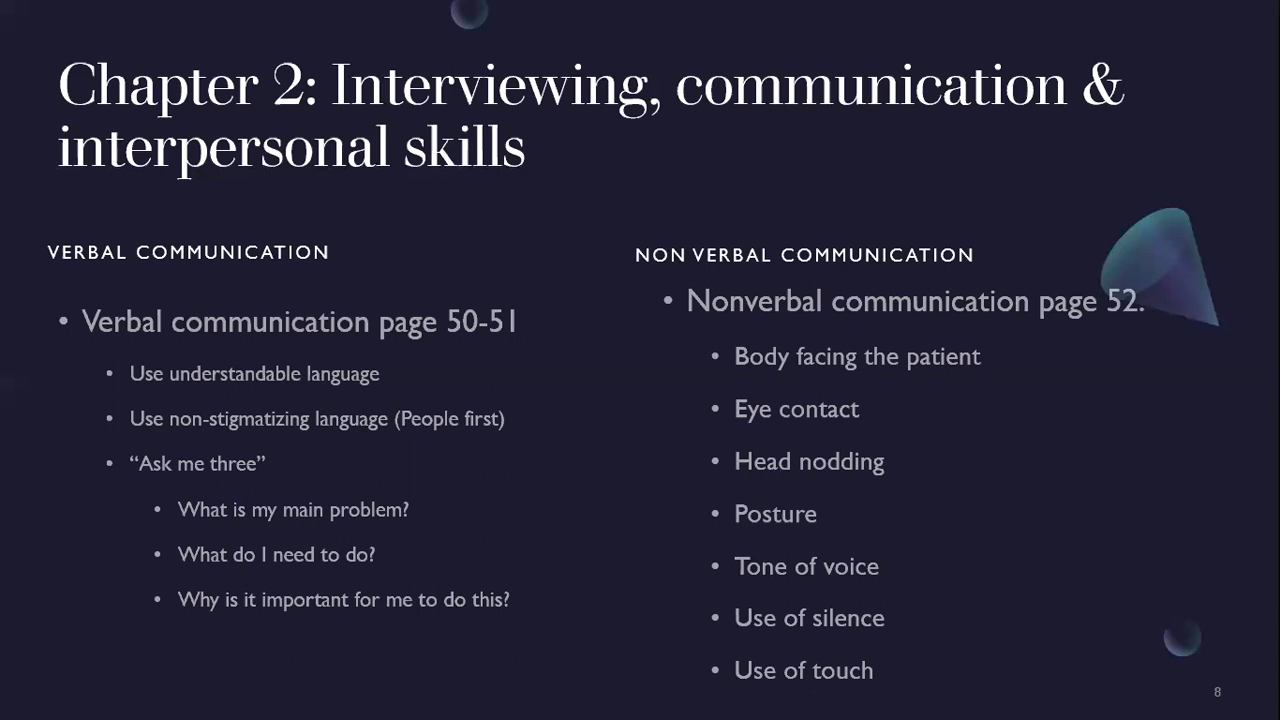 Chapter 2: Interviewing, communication &
interpersonal skills
VERBAL COMMUNICATION
• Verbal communication page 50-51
• Use understandable language
• Use non-stigmatizing language (People first)
• “Ask me three”
• What is my main problem?
• What do I need to do?
• Why is it important for me to do this?
NON VERBAL COMMUNICATION
• Nonverbal communication page 52.
• Body facing the patient
• Eye contact
• Head nodding
• Posture
• Tone of voice
• Use of silence
• Use of touch
8